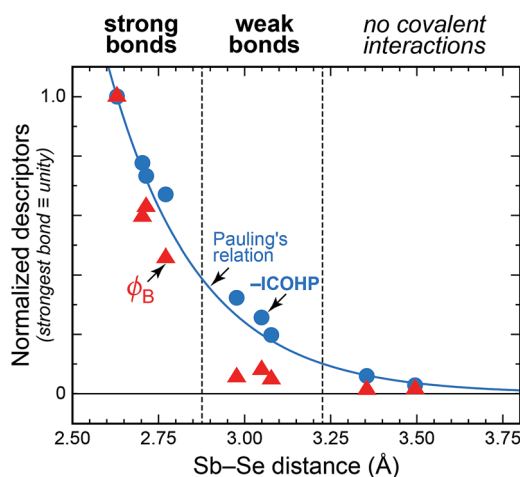 strong bonds
weak bonds
no covalent interactions
Normalized descriptors
(strongest bond ≡ unity)
1.0
0
Pauling's relation
–ICOHP
ϕB
2.50
2.75
3.00
3.25
3.50
3.75
Sb–Se distance (Å)